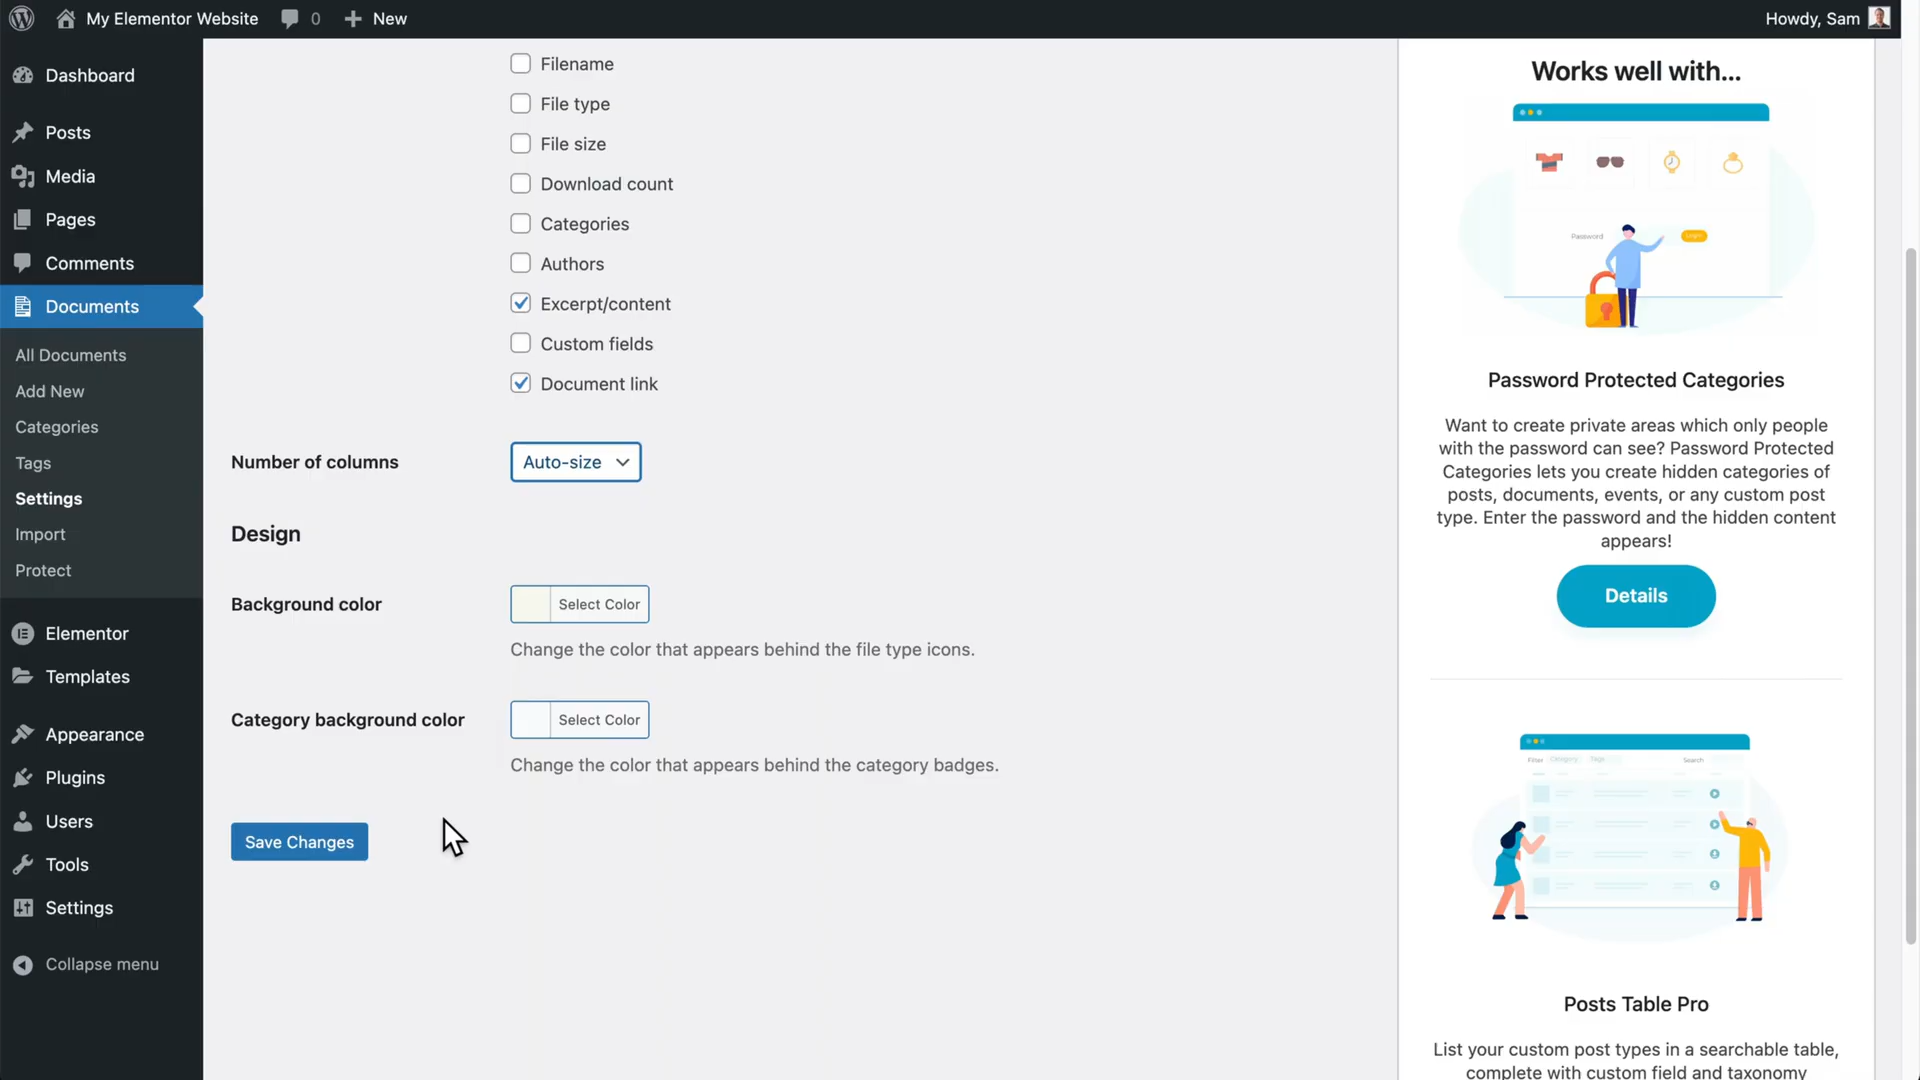 My Elementor Website
0
New
Howdy, Sam
Dashboard
Posts
Media
Pages
Comments
Documents
All Documents
Add New
Categories
Tags
Settings
Import
Protect
Elementor
Templates
Appearance
Plugins
Users
Tools
Settings
Collapse menu
Filename
File type
File size
Download count
Categories
Authors
Excerpt/content
Custom fields
Document link
Number of columns
Auto-size
Design
Background color
Select Color
Change the color that appears behind the file type icons.
Category background color
Select Color
Change the color that appears behind the category badges.
Save Changes
Works well with...
Password
Login
Password Protected Categories
Want to create private areas which only people
with the password can see? Password Protected
Categories lets you create hidden categories of
posts, documents, events, or any custom post
type. Enter the password and the hidden content
appears!
Details
Filter
Category
Tags
Search
Posts Table Pro
List your custom post types in a searchable table,
complete with custom field and taxonomy